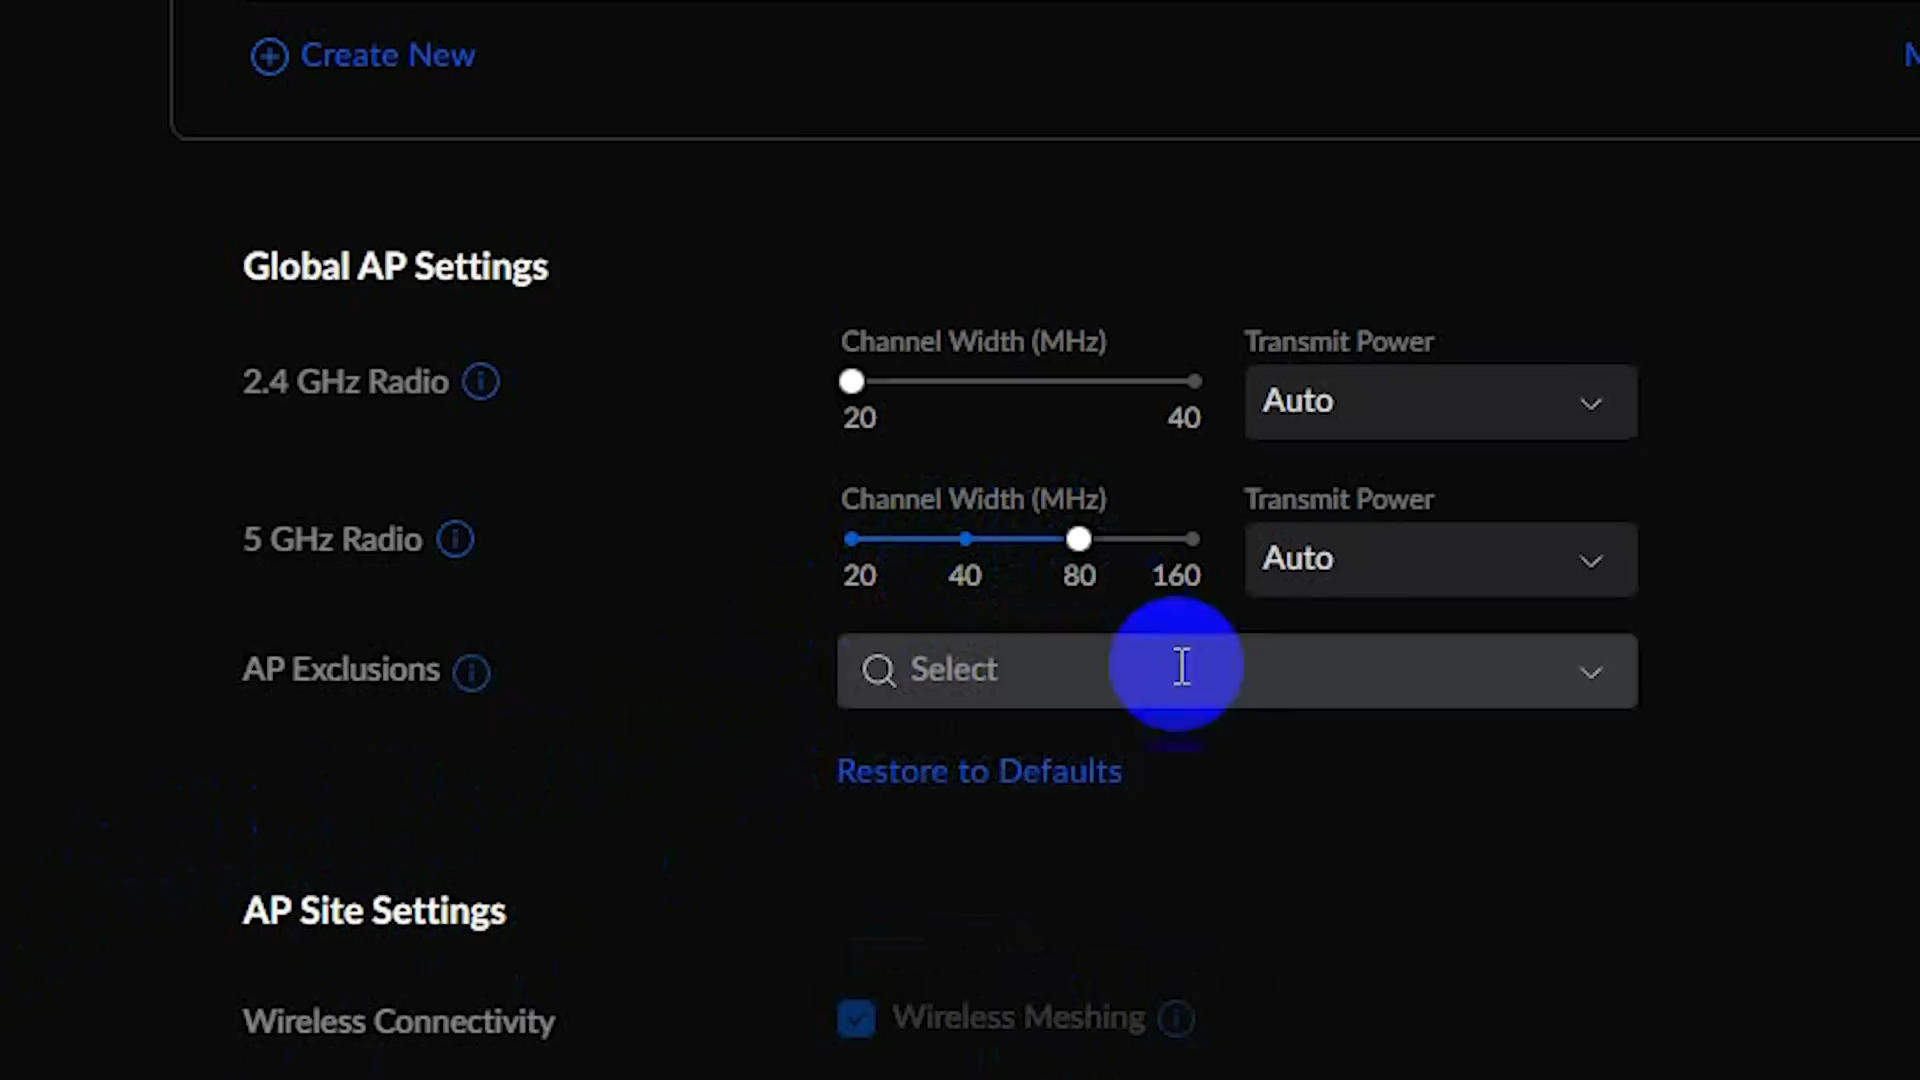 Create New
Global AP Settings
Channel Width (MHz)
Transmit Power
2.4 GHz Radio
20
40
Auto
Channel Width (MHz)
Transmit Power
5 GHz Radio
20
40
80
160
Auto
AP Exclusions
Select
Restore to Defaults
AP Site Settings
Wireless Connectivity
Wireless Meshing